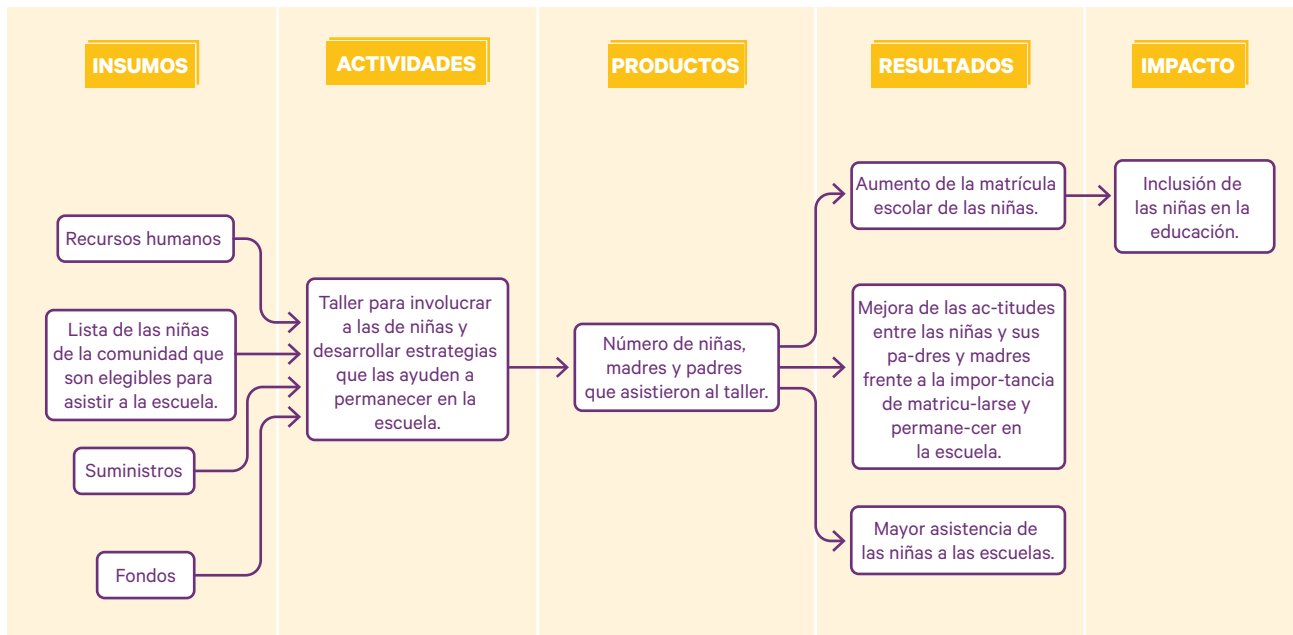 INSUMOS
ACTIVIDADES
PRODUCTOS
RESULTADOS
IMPACTO
Recursos humanos
Lista de las niñas
de la comunidad que
son elegibles para
asistir a la escuela.
Suministros
Fondos
Taller para involucrar
a las de niñas y
desarrollar estrategias
que las ayuden a
permanecer en la
escuela.
Número de niñas,
madres y padres
que asistieron al taller.
Aumento de la matrícula
escolar de las niñas.
Mejora de las ac-titudes
entre las niñas y sus
pa-dres y madres
frente a la impor-tancia
de matricu-larse y
permane-cer en
la escuela.
Mayor asistencia de
las niñas a las escuelas.
Inclusión de
las niñas en la
educación.